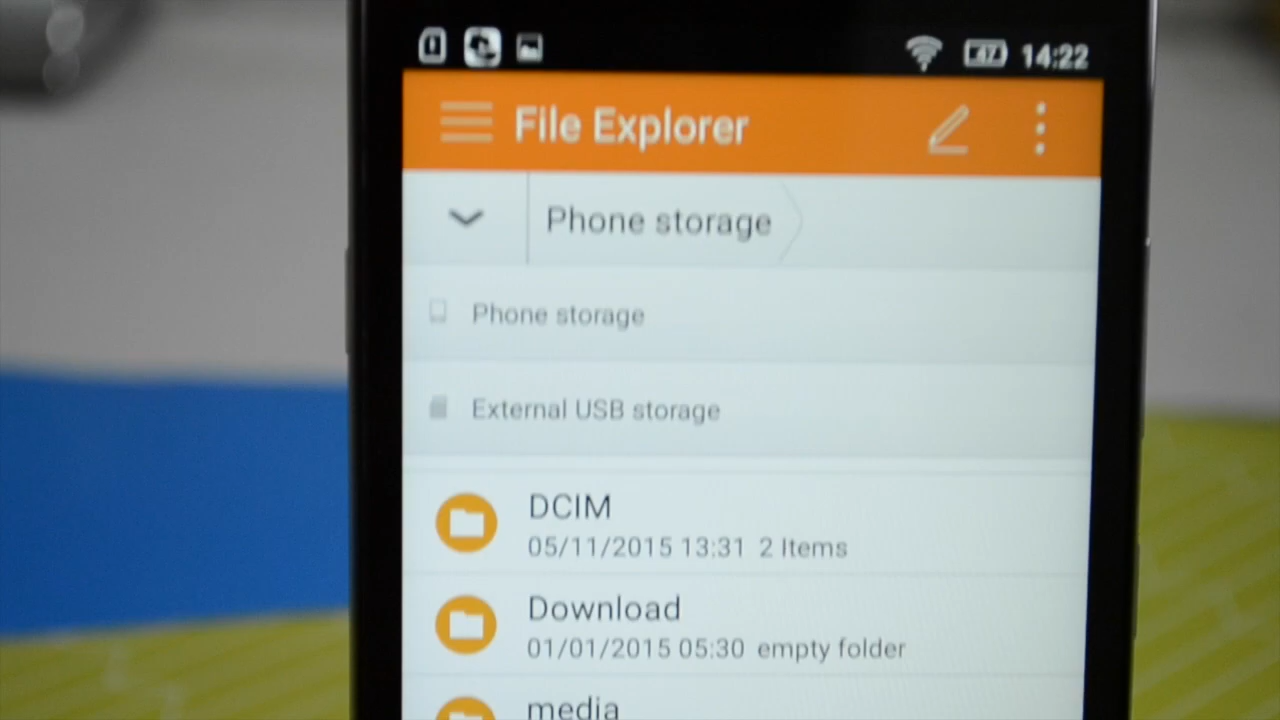 47 14:22
File Explorer
Phone storage
Phone storage
External USB storage
DCIM
05/11/2015 13:31 2 Items
Download
01/01/2015 05:30 empty folder
media